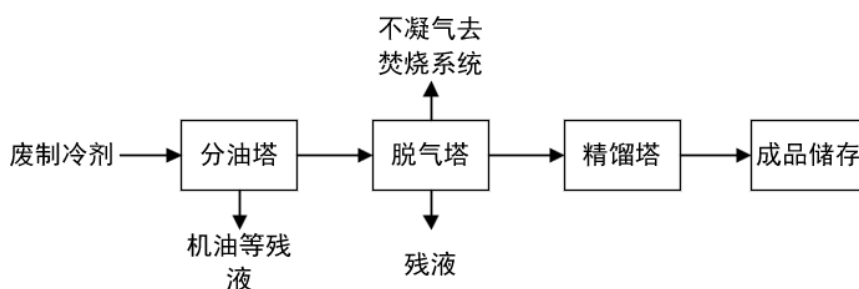 不凝气去
焚烧系统
废制冷剂
分油塔
脱气塔
精馏塔
成品储存
机油等残
液
残液